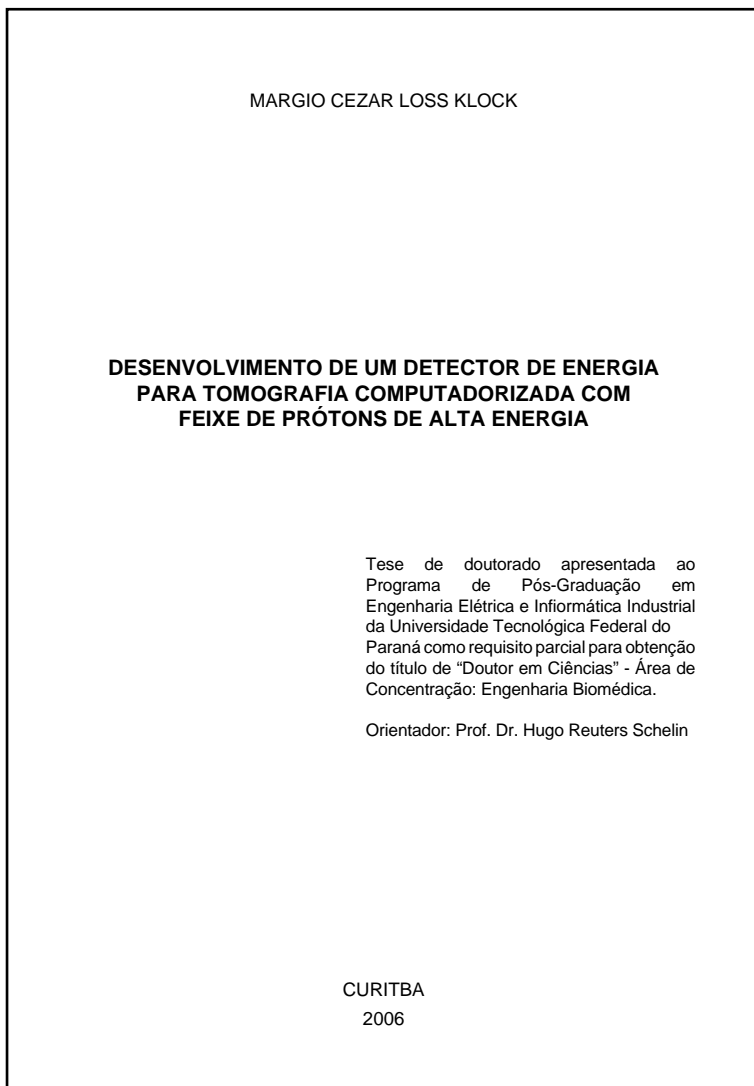 MARGIO CEZAR LOSS KLOCK
DESENVOLVIMENTO DE UM DETECTOR DE ENERGIA
PARA TOMOGRAFIA COMPUTADORIZADA COM
FEIXE DE PRÓTONS DE ALTA ENERGIA
Tese de doutorado apresentada ao
Programa de Pós-Graduação em
Engenharia Elétrica e Infiormática Industrial
da Universidade Tecnológica Federal do
Paraná como requisito parcial para obtenção
do título de “Doutor em Ciências” - Área de
Concentração: Engenharia Biomédica.
Orientador: Prof. Dr. Hugo Reuters Schelin
CURITBA
2006